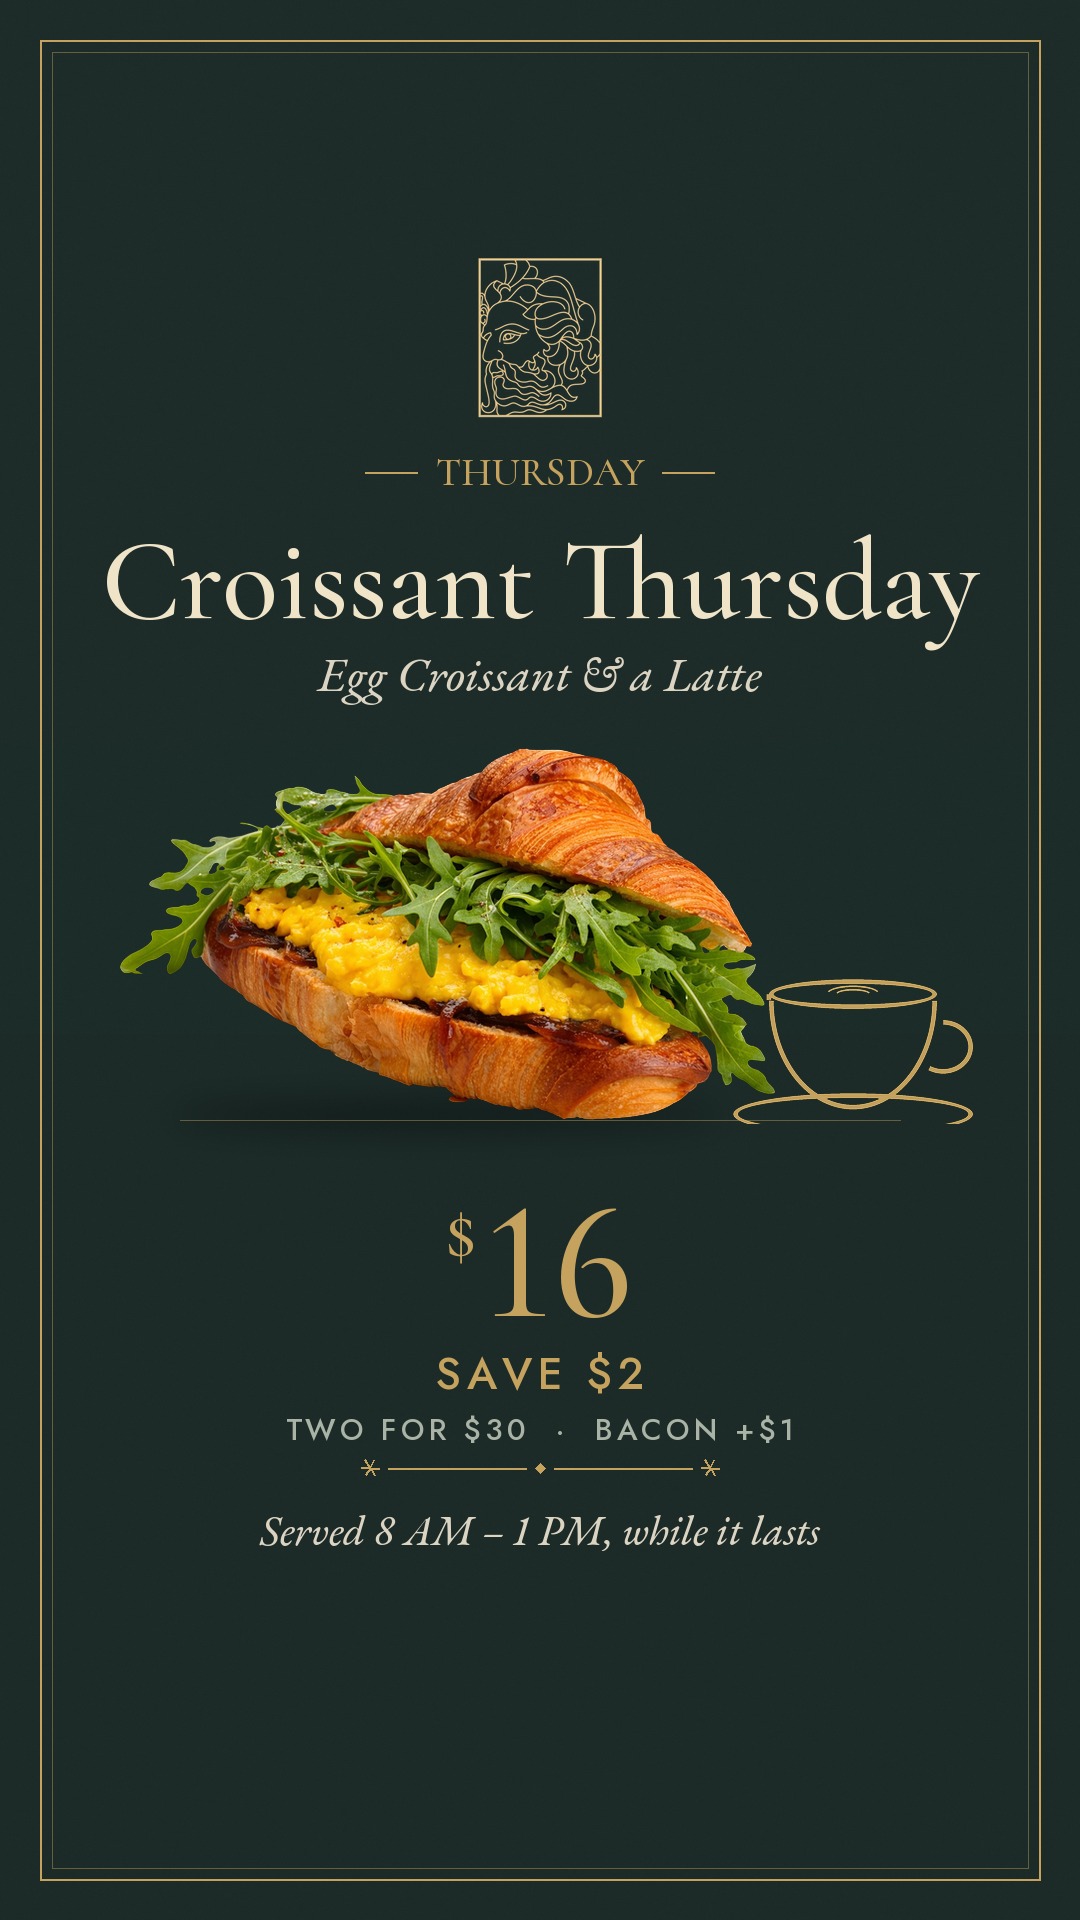 THURSDAY
Croissant Thursday
Egg Croissant & a Latte
$16
SAVE $2
TWO FOR $30 · BACON +$1
Served 8 AM – 1 PM, while it lasts